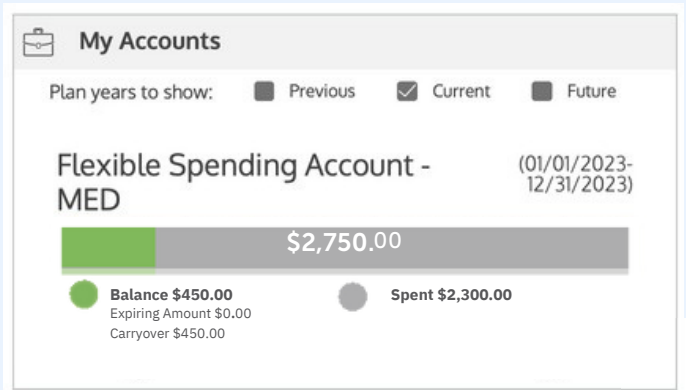 My Accounts
Plan years to show: Previous Current Future
Flexible Spending Account - (01/01/2023-
MED 12/31/2023)
$2,750.00
Balance $450.00 Spent $2,300.00
Expiring Amount $0.00
Carryover $450.00